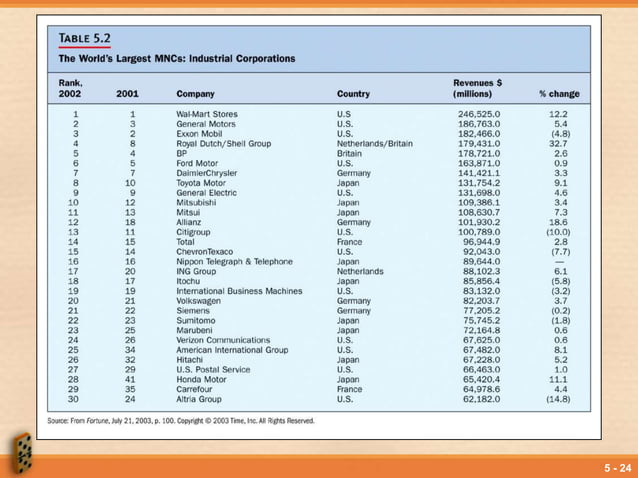 TABLE 5.2
The World's Largest MNCs: Industrial Corporations
Rank, 2002 2001 Company Country Revenues $ (millions) % change
1 1 Wal-Mart Stores U.S 246,525.0 12.2
2 3 General Motors U.S. 186,763.0 5.4
3 2 Exxon Mobil U.S. 182,466.0 (4.8)
4 8 Royal Dutch/Shell Group Netherlands/Britain 179,431.0 32.7
5 4 BP Britain 178,721.0 2.6
6 5 Ford Motor U.S. 163,871.0 0.9
7 7 DaimlerChrysler Germany 141,421.1 3.3
8 10 Toyota Motor Japan 131,754.2 9.1
9 9 General Electric U.S. 131,698.0 4.6
10 12 Mitsubishi Japan 109,386.1 3.4
11 13 Mitsui Japan 108,630.7 7.3
12 18 Allianz Germany 101,930.2 18.6
13 11 Citigroup U.S. 100,789.0 (10.0)
14 15 Total France 96,944.9 2.8
15 14 ChevronTexaco U.S. 92,043.0 (7.7)
16 16 Nippon Telegraph & Telephone Japan 89,644.0 —
17 20 ING Group Netherlands 88,102.3 6.1
18 17 Itochu Japan 85,856.4 (5.8)
19 19 International Business Machines U.S. 83,132.0 (3.2)
20 21 Volkswagen Germany 82,203.7 3.7
21 22 Siemens Germany 77,205.2 (0.2)
22 23 Sumitomo Japan 75,745.2 (1.8)
23 25 Marubeni Japan 72,164.8 0.6
24 26 Verizon Communications U.S. 67,625.0 0.6
25 34 American International Group U.S. 67,482.0 8.1
26 32 Hitachi Japan 67,228.0 5.2
27 29 U.S. Postal Service U.S. 66,463.0 1.0
28 41 Honda Motor Japan 65,420.4 11.1
29 35 Carrefour France 64,978.6 4.4
30 24 Altria Group U.S. 62,182.0 (14.8)
Source: From Fortune, July 21, 2003, p. 100. Copyright © 2003 Time, Inc. All Rights Reserved.
5 - 24